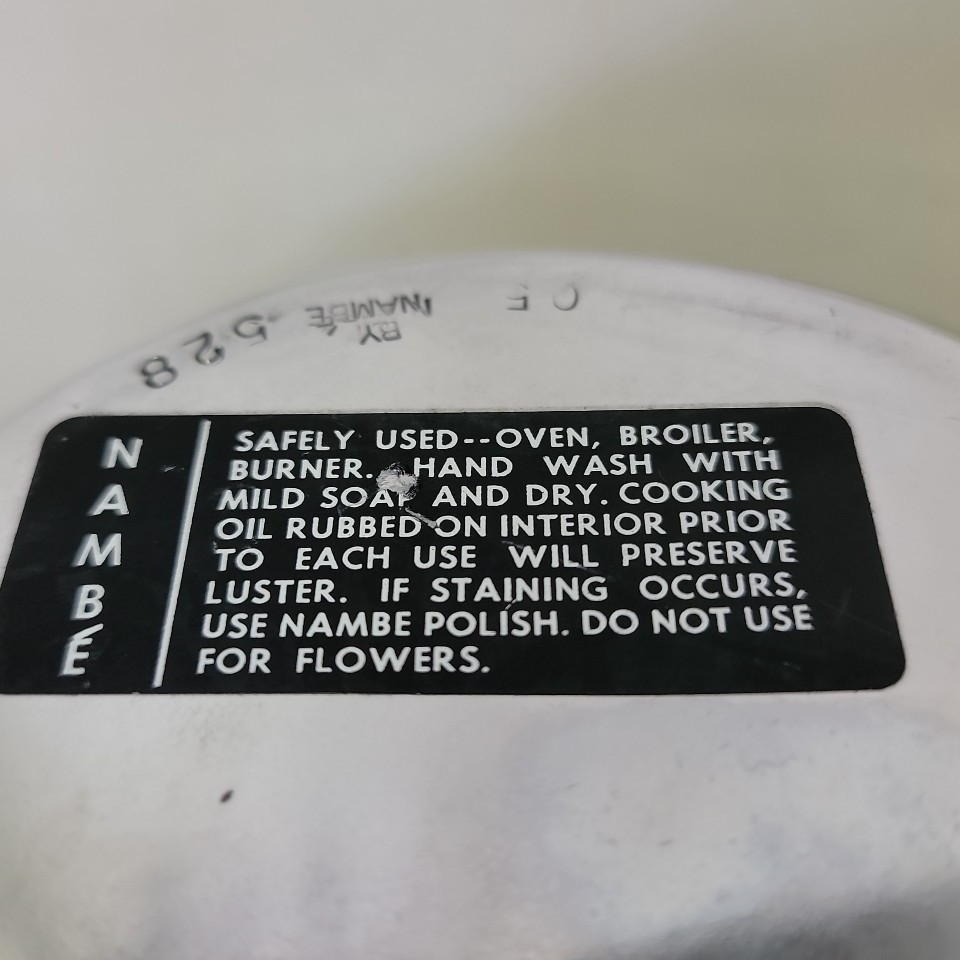 528
BY
NAMBÉ
NAMBÉ
SAFELY USED--OVEN, BROILER,
BURNER. HAND WASH WITH
MILD SOAP AND DRY. COOKING
OIL RUBBED ON INTERIOR PRIOR
TO EACH USE WILL PRESERVE
LUSTER. IF STAINING OCCURS,
USE NAMBE POLISH. DO NOT USE
FOR FLOWERS.